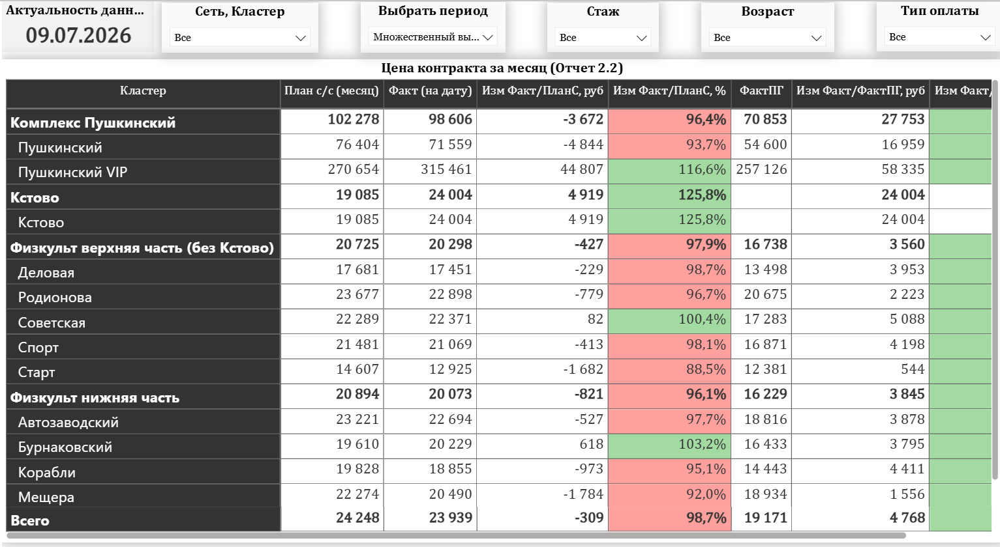 Актуальность данн...
09.07.2026
Сеть, Кластер
Все
Выбрать период
Множественный вы...
Стаж
Все
Возраст
Все
Тип оплаты
Все
Цена контракта за месяц (Отчет 2.2)
Кластер План с/с (месяц) Факт (на дату) Изм Факт/ПланС, руб Изм Факт/ПланС, % ФактПГ Изм Факт/ФактПГ, руб Изм Факт/
Комплекс Пушкинский 102 278 98 606 -3 672 96,4% 70 853 27 753
Пушкинский 76 404 71 559 -4 844 93,7% 54 600 16 959
Пушкинский VIP 270 654 315 461 44 807 116,6% 257 126 58 335
Кстово 19 085 24 004 4 919 125,8% 24 004
Кстово 19 085 24 004 4 919 125,8% 24 004
Физкульт верхняя часть (без Кстово) 20 725 20 298 -427 97,9% 16 738 3 560
Деловая 17 681 17 451 -229 98,7% 13 498 3 953
Родионова 23 677 22 898 -779 96,7% 20 675 2 223
Советская 22 289 22 371 82 100,4% 17 283 5 088
Спорт 21 481 21 069 -413 98,1% 16 871 4 198
Старт 14 607 12 925 -1 682 88,5% 12 381 544
Физкульт нижняя часть 20 894 20 073 -821 96,1% 16 229 3 845
Автозаводский 23 221 22 694 -527 97,7% 18 816 3 878
Бурнаковский 19 610 20 229 618 103,2% 16 433 3 795
Корабли 19 828 18 855 -973 95,1% 14 443 4 411
Мещера 22 274 20 490 -1 784 92,0% 18 934 1 556
Всего 24 248 23 939 -309 98,7% 19 171 4 768